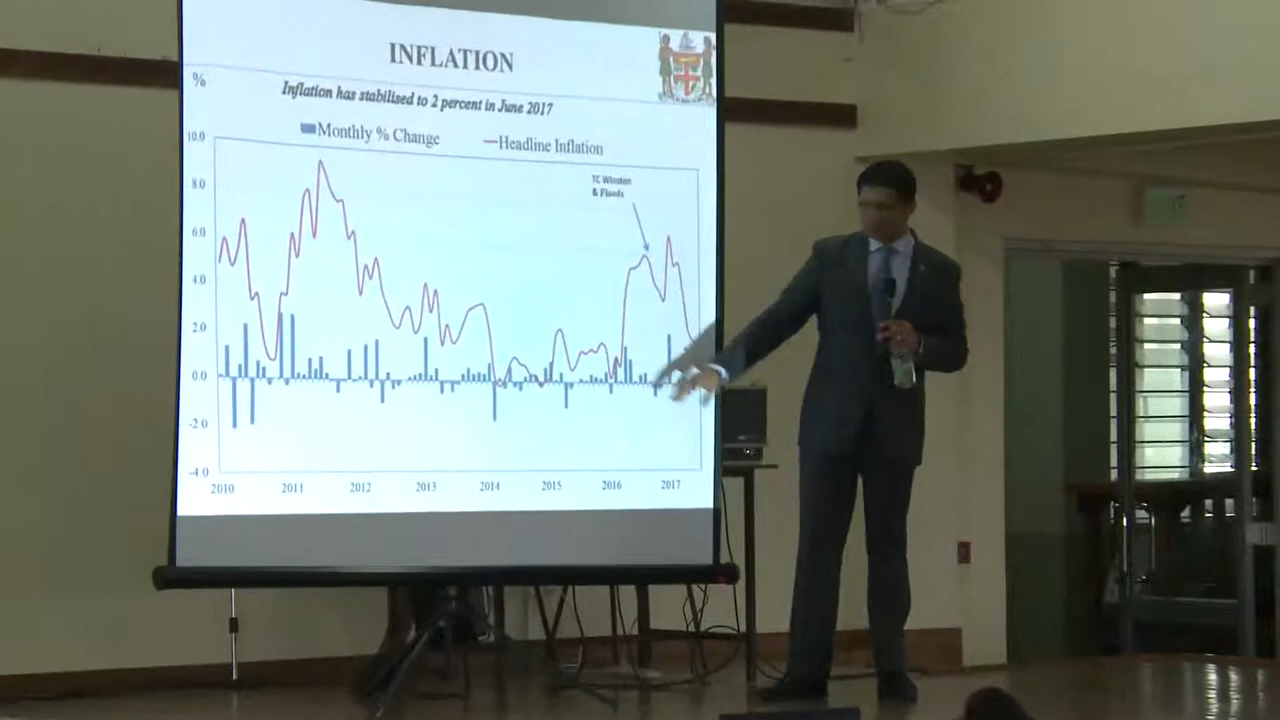 INFLATION
%
Inflation has stabilised to 2 percent in June 2017
Monthly % Change
Headline Inflation
10.0
8.0
6.0
4.0
2.0
0.0
-2.0
-4.0
TC Winston
& Floods
2010 2011 2012 2013 2014 2015 2016 2017